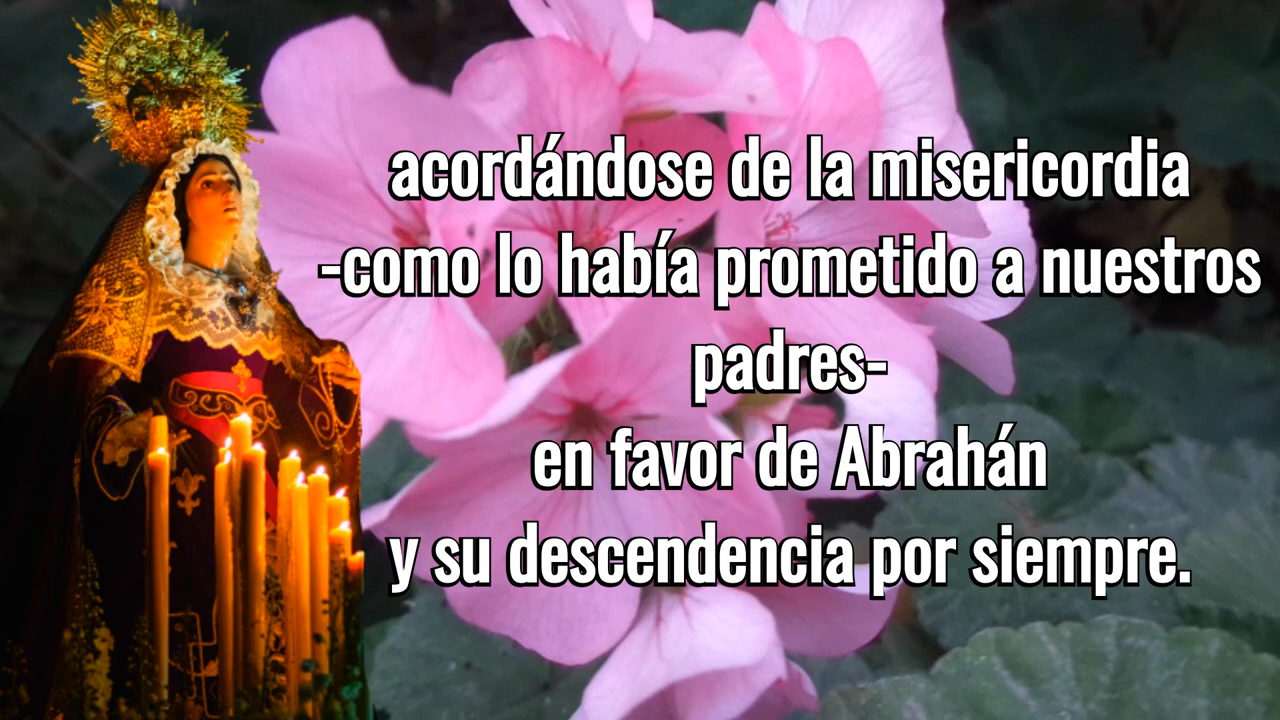 acordándose de la misericordia
-como lo había prometido a nuestros
padres-
en favor de Abrahán
y su descendencia por siempre.